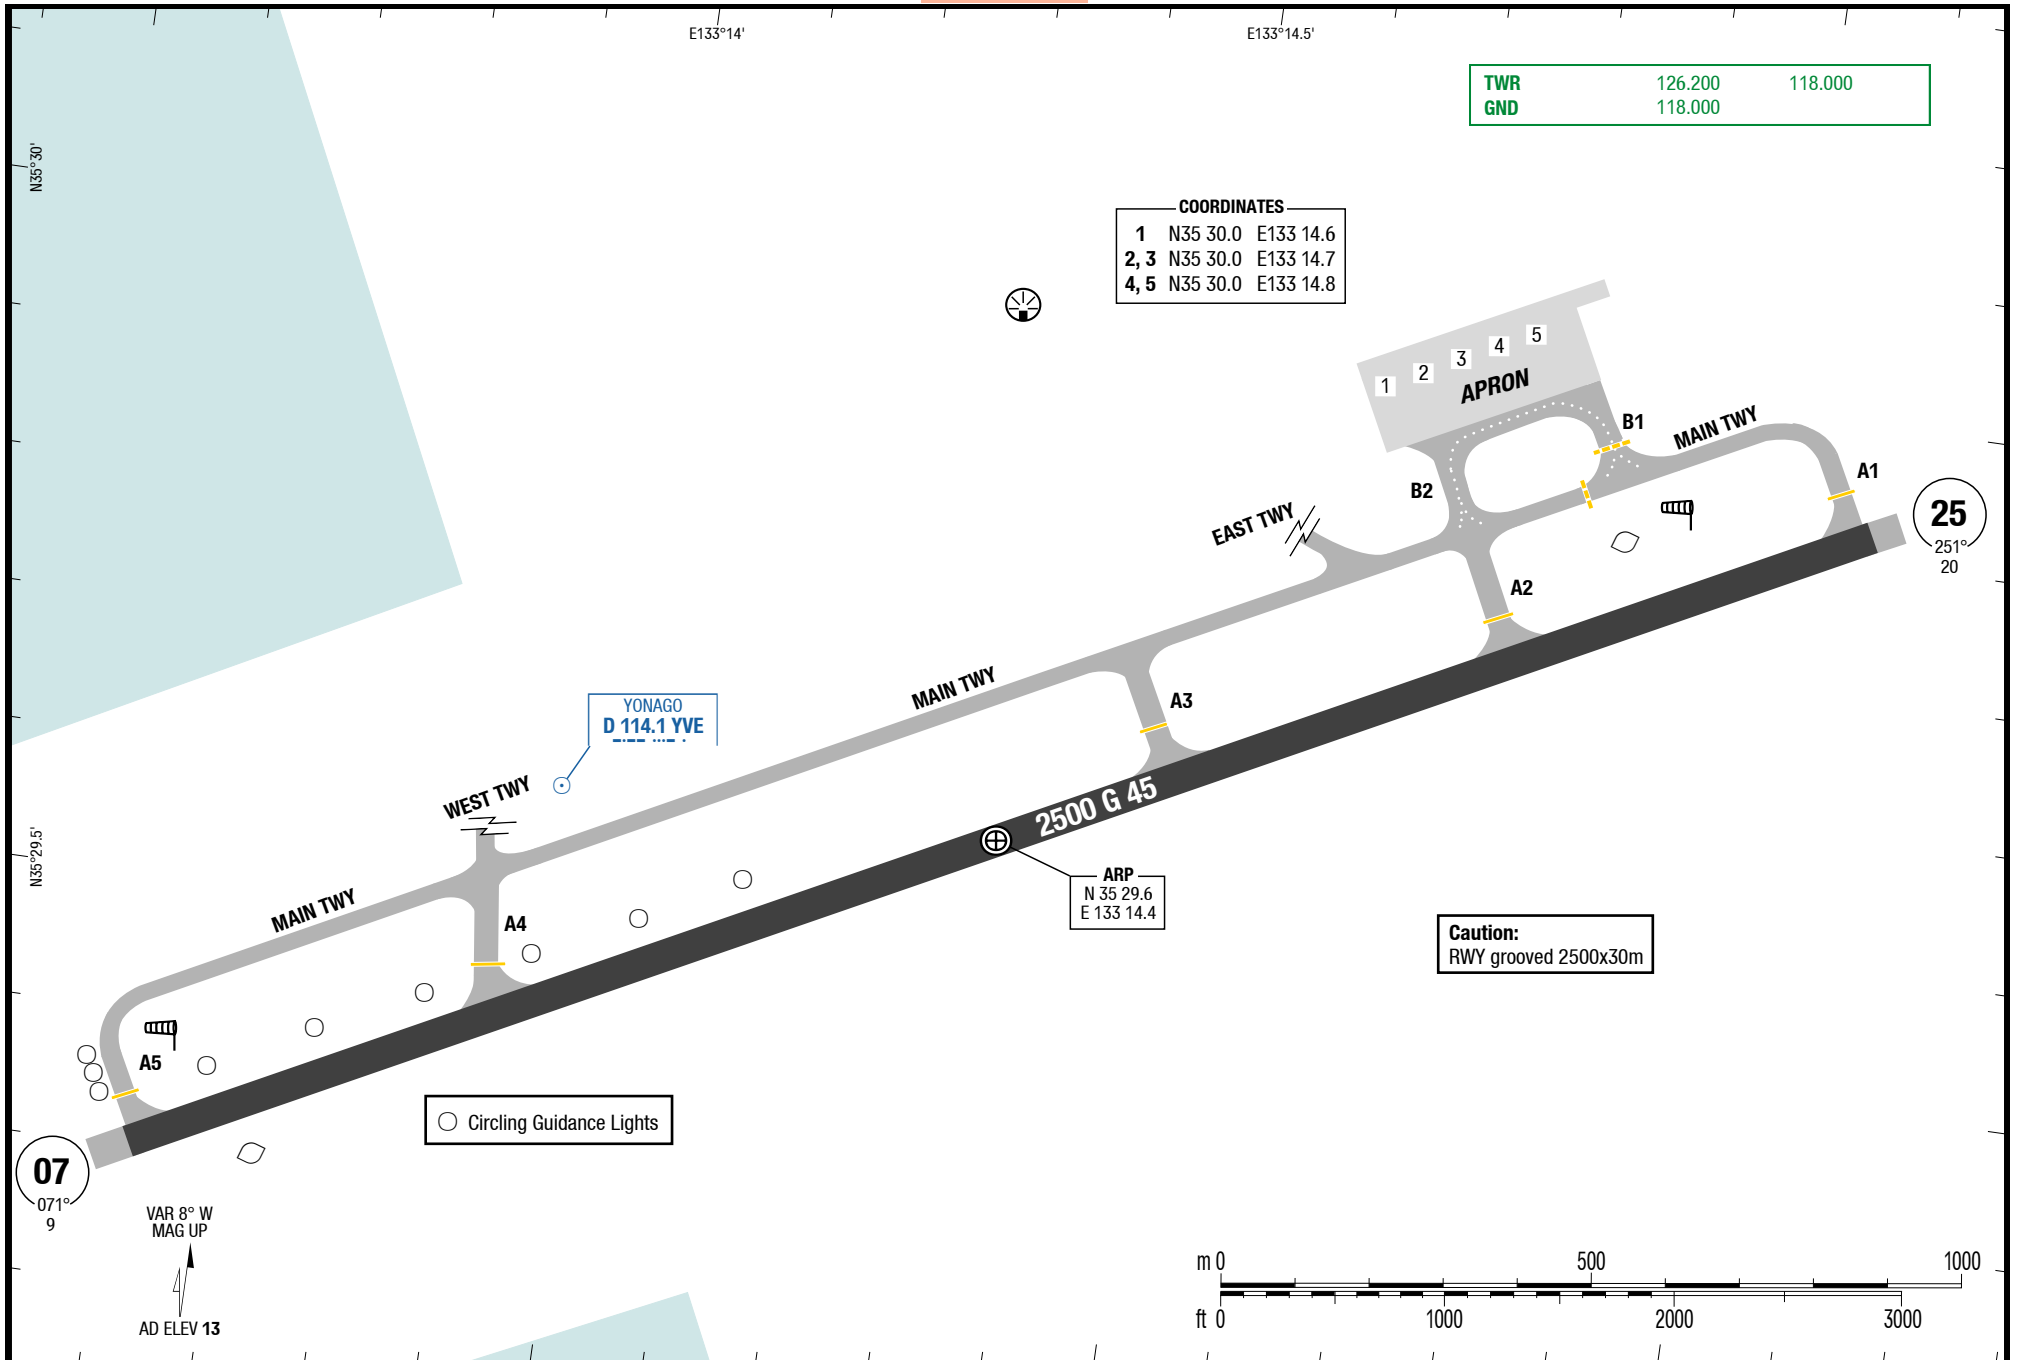 E133°14'
E133°14.5'
TWR 126.200 118.000
GND 118.000
N35°30'
COORDINATES
1 N35 30.0 E133 14.6
2, 3 N35 30.0 E133 14.7
4, 5 N35 30.0 E133 14.8
1 2 3 4 5
APRON
B1
MAIN TWY
A1
B2
EAST TWY
25
251°
20
A2
MAIN TWY
A3
YONAGO
D 114.1 YVE
WEST TWY
2500 G 45
N35°29.5'
ARP
N 35 29.6
E 133 14.4
MAIN TWY
A4
Caution:
RWY grooved 2500x30m
A5
Circling Guidance Lights
07
071°
9
VAR 8° W
MAG UP
AD ELEV 13
m 0 500 1000
ft 0 1000 2000 3000